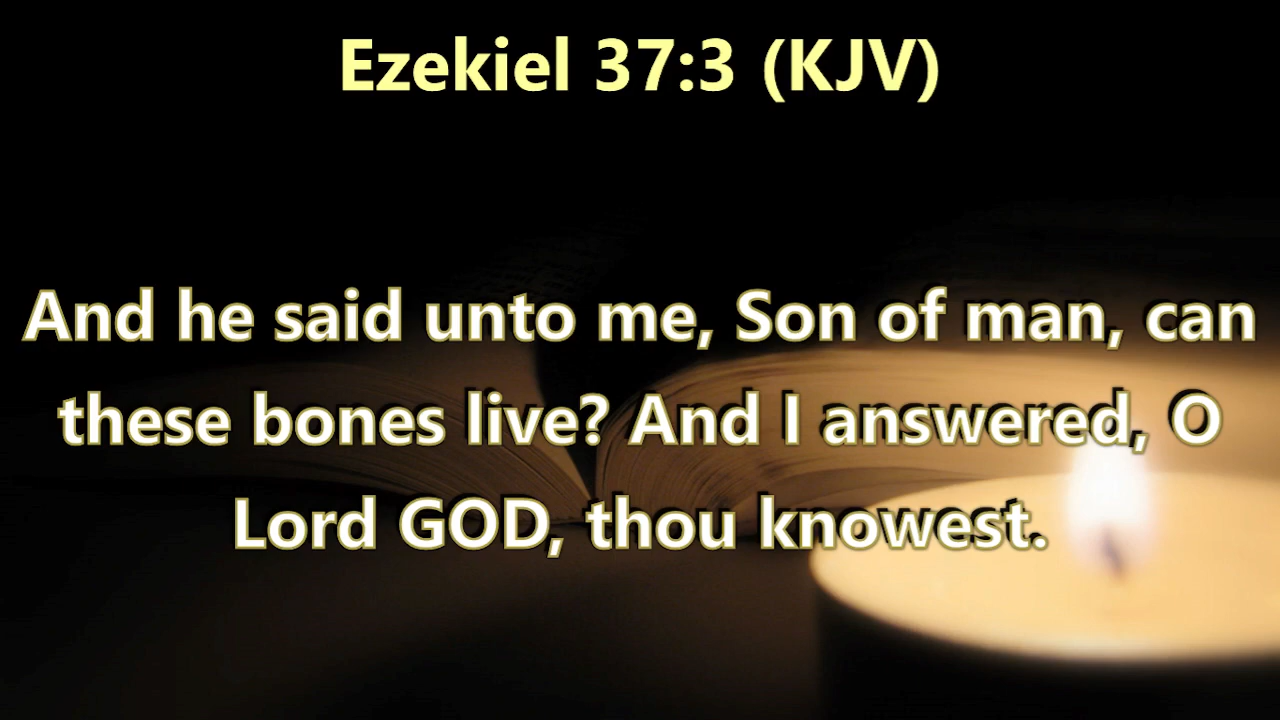 Ezekiel 37:3 (KJV)
And he said unto me, Son of man, can
these bones live? And I answered, O
Lord GOD, thou knowest.